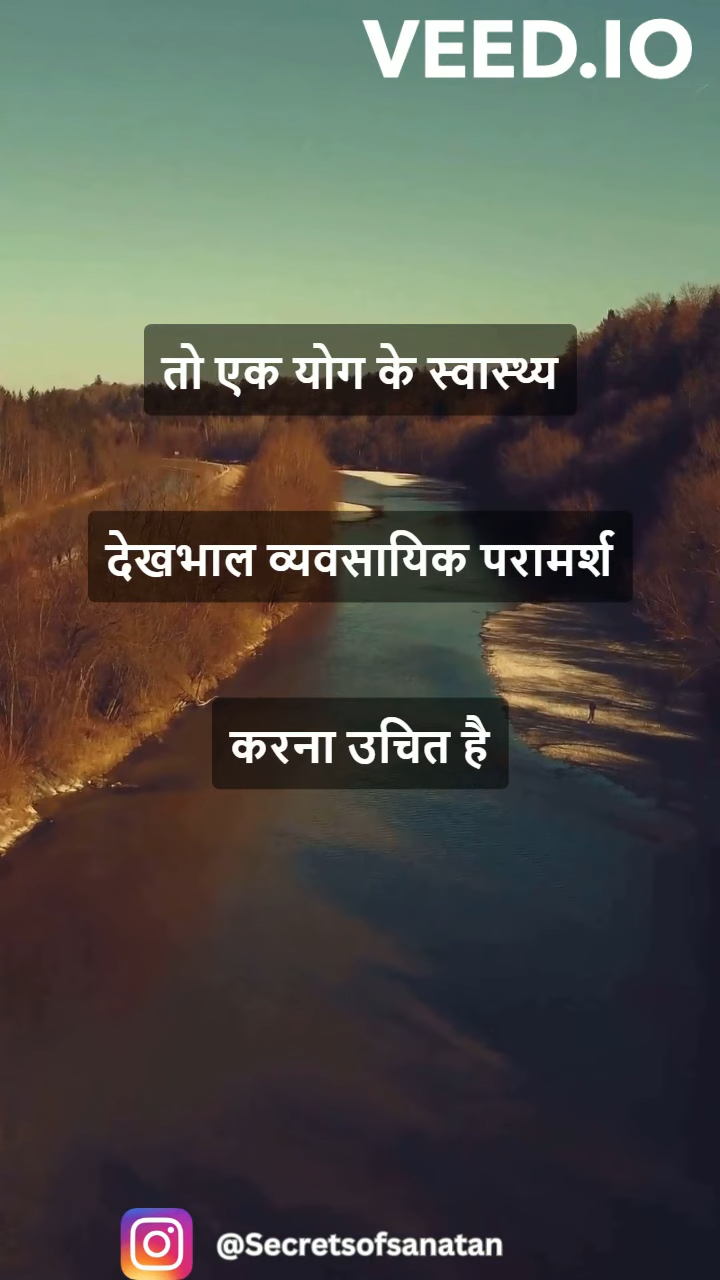 VEED.IO
तो एक योग के स्वास्थ्य
देखभाल व्यवसायिक परामर्श
करना उचित है
@Secretsofsanatan